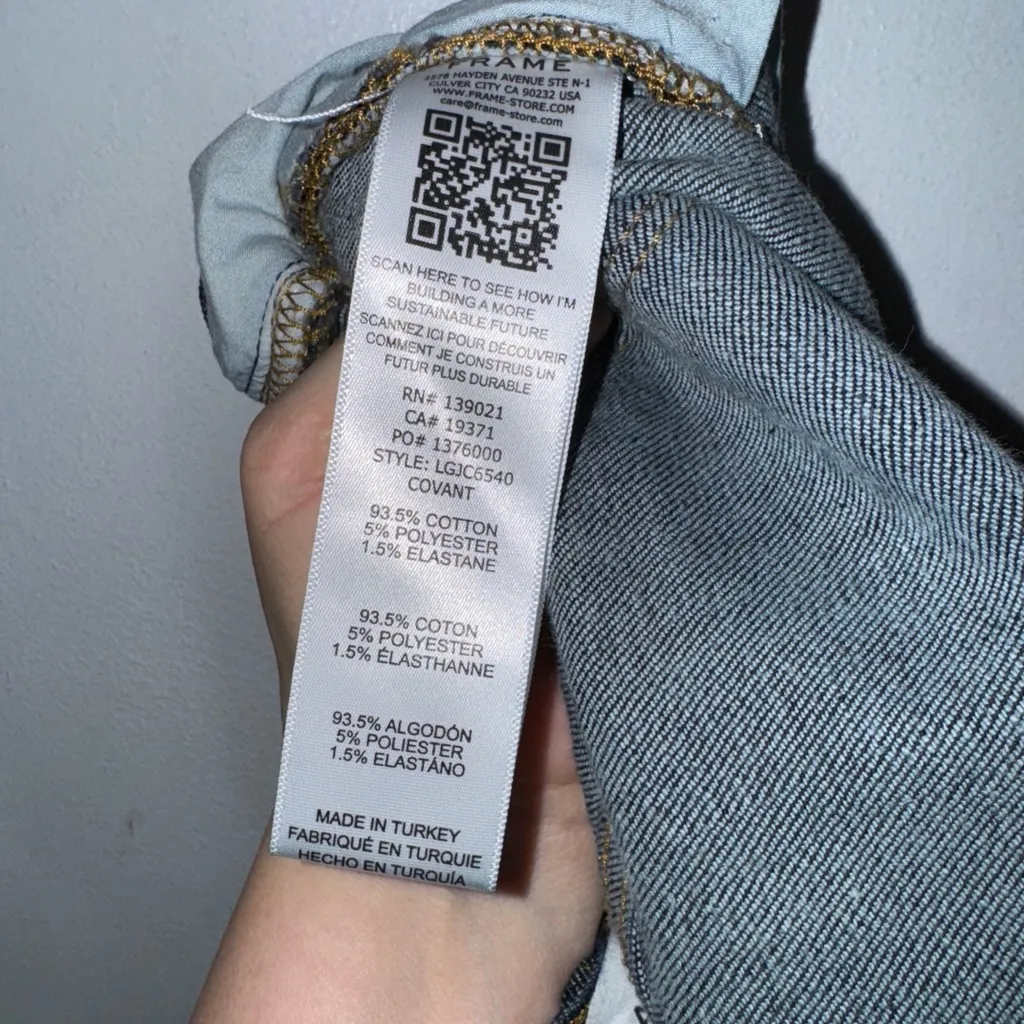 FRAME
4578 HAYDEN AVENUE STE N-1
CULVER CITY CA 90232 USA
WWW.FRAME-STORE.COM
care@frame-store.com
SCAN HERE TO SEE HOW I'M
BUILDING A MORE
SUSTAINABLE FUTURE
SCANNEZ ICI POUR DÉCOUVRIR
COMMENT JE CONSTRUIS UN
FUTUR PLUS DURABLE
RN# 139021
CA# 19371
PO# 1376000
STYLE: LGJC6540
COVANT
93.5% COTTON
5% POLYESTER
1.5% ELASTANE
93.5% COTON
5% POLYESTER
1.5% ÉLASTHANNE
93.5% ALGODÓN
5% POLIESTER
1.5% ELASTÁNO
MADE IN TURKEY
FABRIQUÉ EN TURQUIE
HECHO EN TURQUÍA